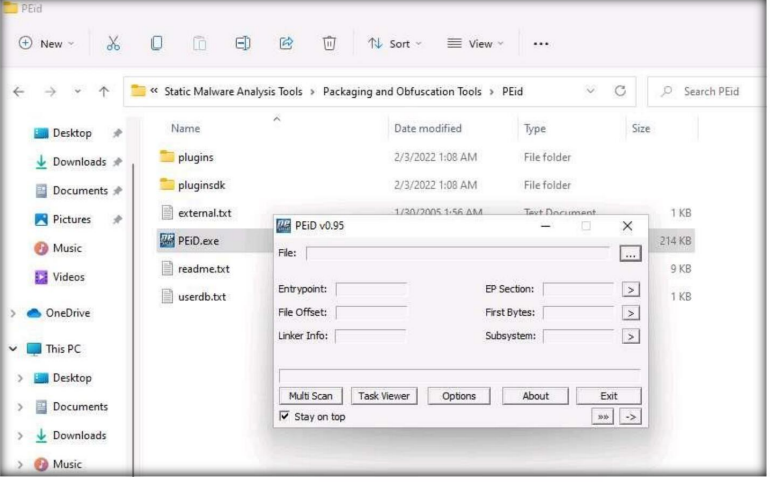 PEid
New Sort View ...
« Static Malware Analysis Tools > Packaging and Obfuscation Tools > PEid Search PEid
Name Date modified Type Size
Desktop
Downloads
Documents
Pictures
Music
Videos
OneDrive
This PC
Desktop
Documents
Downloads
Music
plugins 2/3/2022 1:08 AM File folder
pluginsdk 2/3/2022 1:08 AM File folder
external.txt 1/30/2005 1:56 AM Text Document 1 KB
PEiD.exe 214 KB
readme.txt 9 KB
userdb.txt 1 KB
PEiD v0.95
File: ...
Entrypoint: EP Section: >
File Offset: First Bytes: >
Linker Info: Subsystem: >
Multi Scan Task Viewer Options About Exit
Stay on top »» ->